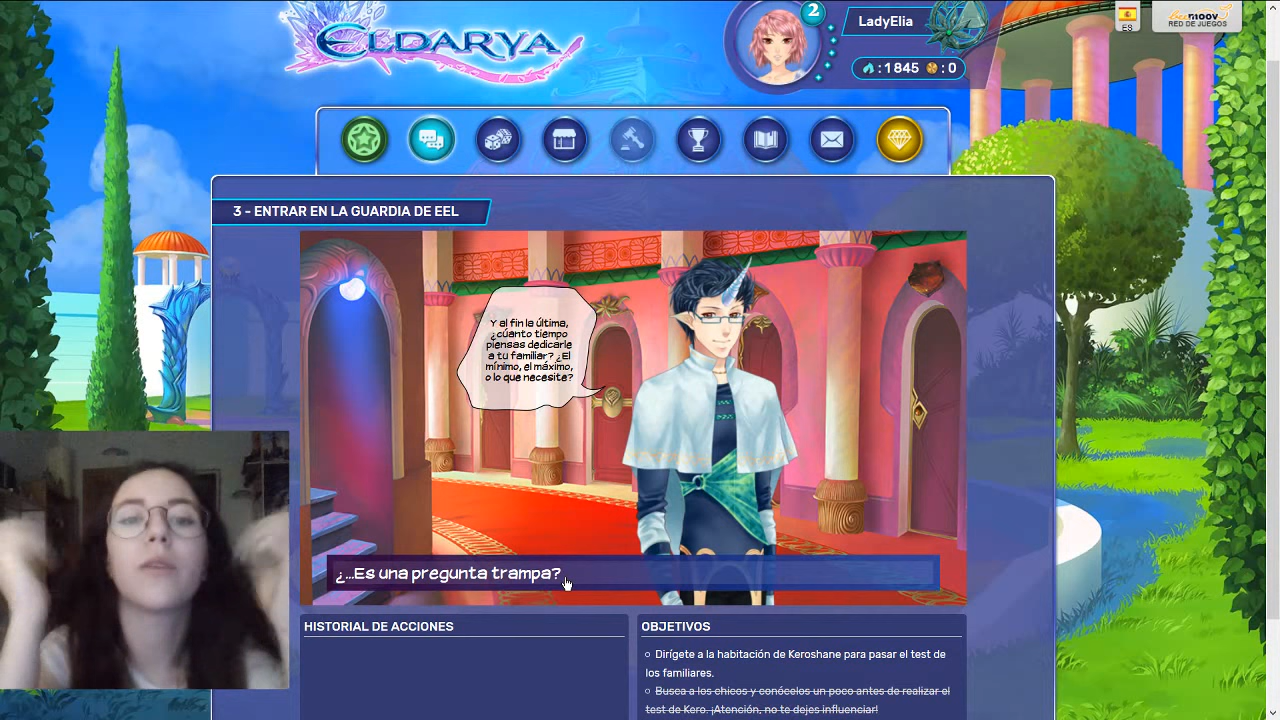 ELDARYA
2
LadyElia
:1845 :0
ES
beemoov
RED DE JUEGOS
3 - ENTRAR EN LA GUARDIA DE EEL
Y al fin la última,
¿cúanto tiempo
piensas dedicarle
a tu familiar? ¿El
mínimo, el máximo,
o lo que necesite?
¿...Es una pregunta trampa?
HISTORIAL DE ACCIONES
OBJETIVOS
Dirígete a la habitación de Keroshane para pasar el test de
los familiares.
Busca a los chicos y conócelos un poco antes de realizar el
test de Kero. ¡Atención, no te dejes influenciar!